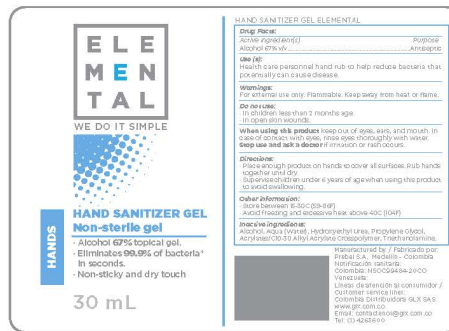 ELE
MEN
TAL
WE DO IT SIMPLE
HANDS
HAND SANITIZER GEL
Non-sterile gel
· Alcohol 67% topical gel.
· Eliminates 99.9% of bacteria*
in seconds.
· Non-sticky and dry touch
30 mL
HAND SANITIZER GEL ELEMENTAL
Drug Facts:
Active ingredient(s) Purpose
Alcohol 67% v/v Antiseptic
Use(s):
Health care personnel hand rub to help reduce bacteria that
potentially can cause disease.
Warnings:
For external use only. Flammable. Keep away from heat or flame.
Do not use:
· In children less than 2 months age
· In open skin wounds.
When using this product keep out of eyes, ears, and mouth. In
case of contact with eyes, rinse eyes thoroughly with water.
Stop use and ask a doctor if irritation or rash occurs.
Directions:
· Place enough product on hands to cover all surfaces. Rub hands
together until dry.
· Supervise children under 6 years of age when using this product
to avoid swallowing.
Other information:
· Store between 15-30C (59-86F)
· Avoid freezing and excessive heat above 40C (104F)
Inactive ingredients:
Alcohol, Aqua (Water), Hydroxyethyl Urea, Propylene Glycol,
Acrylates/C10-30 Alkyl Acrylate Crosspolymer, Triethanolamine.
Manufactured by / Fabricado por:
Prebel S.A., Medellín - Colombia
Notificación sanitaria:
Colombia: NSOC99484-20CO
Venezuela:
Líneas de atención al consumidor /
Customer service lines:
Colombia Distribuidora GLX SAS
www.glt.com.co
Email: contactenos@glt.com.co
Tel: (1) 4263600